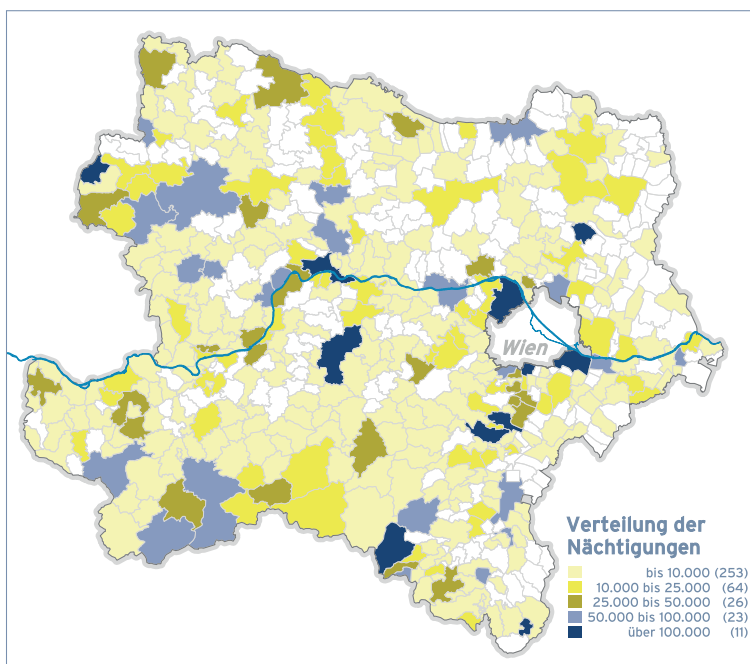 Wien
Verteilung der
Nächtigungen
bis 10.000 (253)
10.000 bis 25.000 (64)
25.000 bis 50.000 (26)
50.000 bis 100.000 (23)
über 100.000 (11)